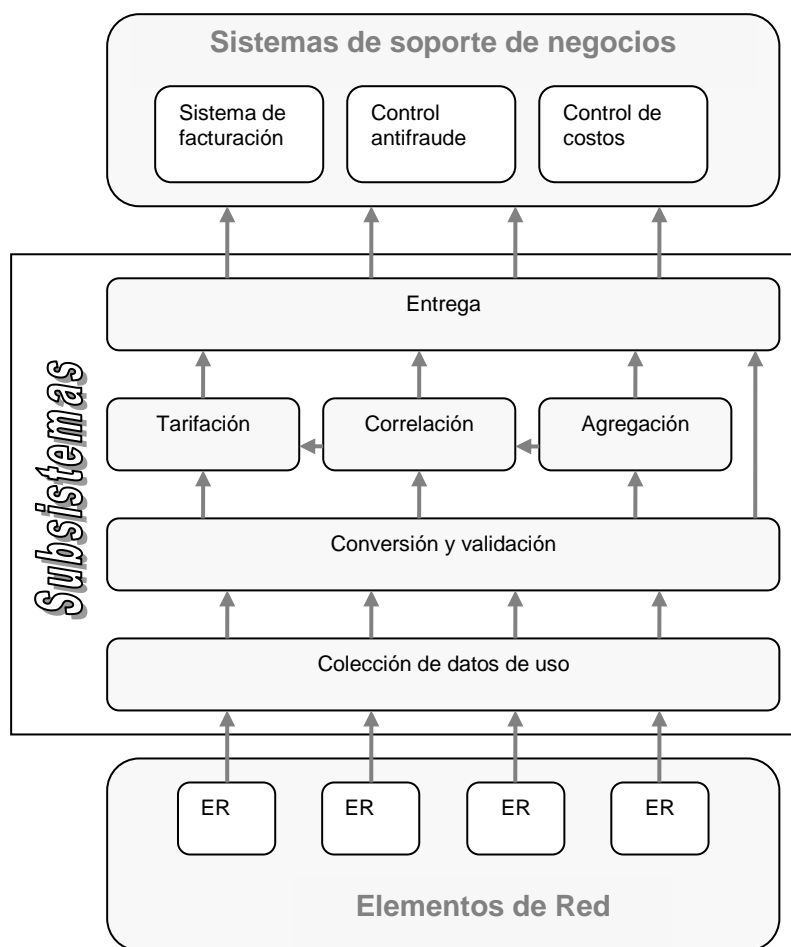 Sistemas de soporte de negocios
Sistema de
facturación
Control
antifraude
Control de
costos
Subsistemas
Entrega
Tarifación
Correlación
Agregación
Conversión y validación
Colección de datos de uso
ER
ER
ER
ER
Elementos de Red